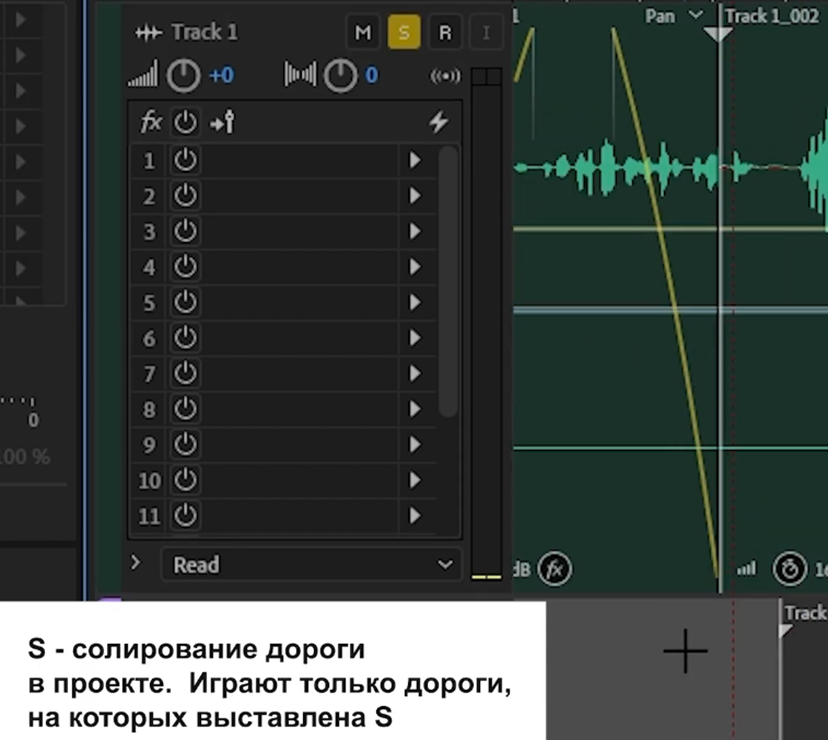 Track 1
M S R I
+0
0
fx
1
2
3
4
5
6
7
8
9
10
11
Read
0
00 %
1
Pan
Track 1_002
dB
fx
Track
S - солирование дороги
в проекте. Играют только дороги,
на которых выставлена S